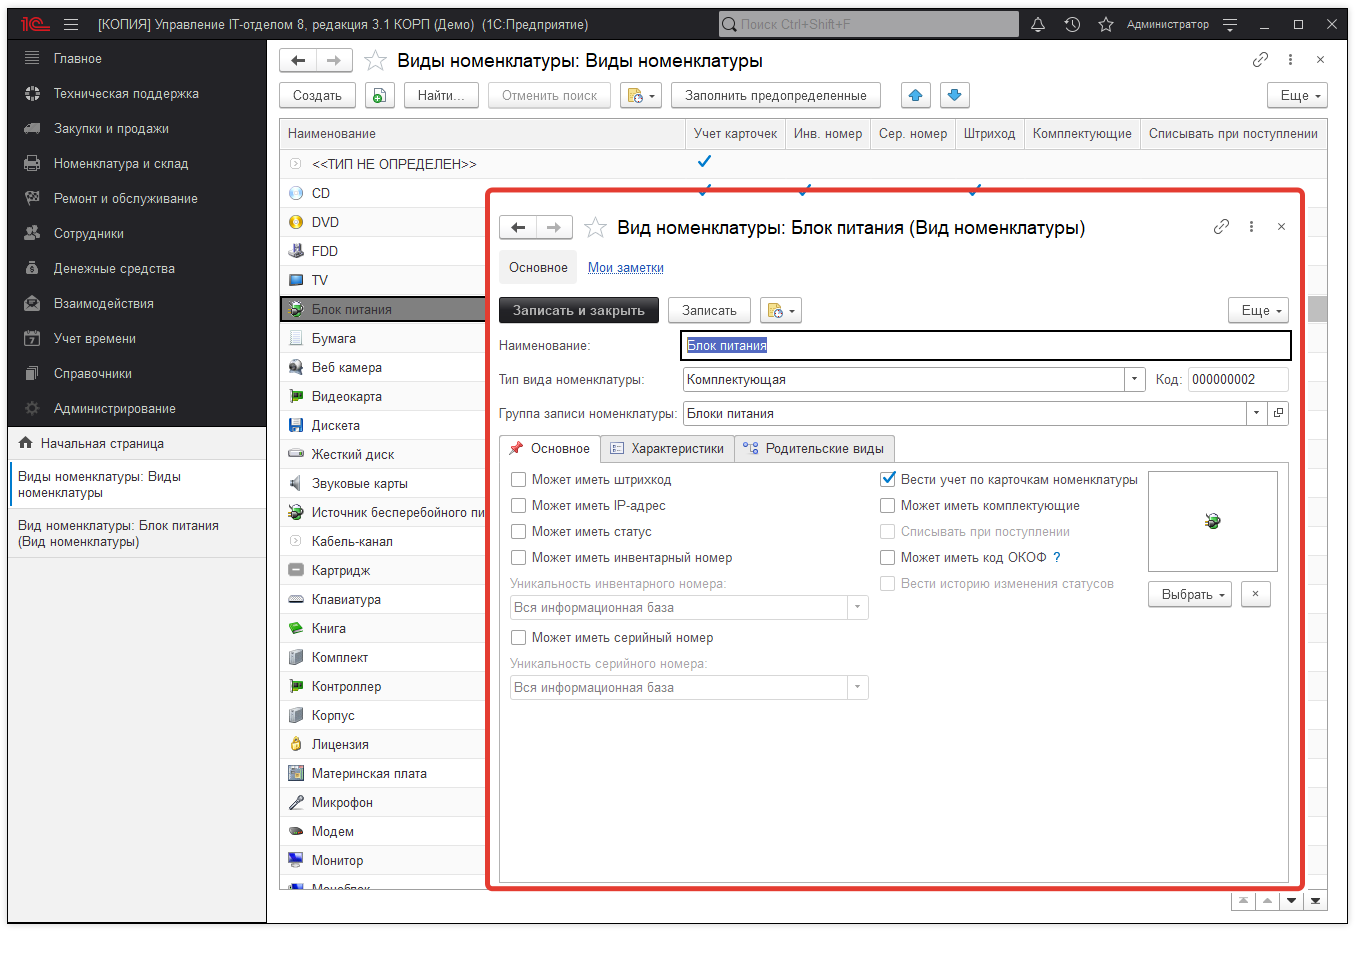 [КОПИЯ] Управление IT-отделом 8, редакция 3.1 КОРП (Демо) (1С:Предприятие)
Поиск Ctrl+Shift+F
Администратор
Главное
Техническая поддержка
Закупки и продажи
Номенклатура и склад
Ремонт и обслуживание
Сотрудники
Денежные средства
Взаимодействия
Учет времени
Справочники
Администрирование
Начальная страница
Виды номенклатуры: Виды
номенклатуры
Вид номенклатуры: Блок питания
(Вид номенклатуры)
Виды номенклатуры: Виды номенклатуры
Создать
Найти...
Отменить поиск
Заполнить предопределенные
Еще
Наименование
Учет карточек
Инв. номер
Сер. номер
Штриход
Комплектующие
Списывать при поступлении
<<ТИП НЕ ОПРЕДЕЛЕН>>
CD
DVD
FDD
TV
Блок питания
Бумага
Веб камера
Видеокарта
Дискета
Жесткий диск
Звуковые карты
Источник бесперебойного пи
Кабель-канал
Картридж
Клавиатура
Книга
Комплект
Контроллер
Корпус
Лицензия
Материнская плата
Микрофон
Модем
Монитор
Моноблок
Вид номенклатуры: Блок питания (Вид номенклатуры)
Основное
Мои заметки
Записать и закрыть
Записать
Еще
Наименование:
Блок питания
Тип вида номенклатуры:
Комплектующая
Код:
000000002
Группа записи номенклатуры:
Блоки питания
Основное
Характеристики
Родительские виды
Может иметь штрихкод
Может иметь IP-адрес
Может иметь статус
Может иметь инвентарный номер
Уникальность инвентарного номера:
Вся информационная база
Может иметь серийный номер
Уникальность серийного номера:
Вся информационная база
Вести учет по карточкам номенклатуры
Может иметь комплектующие
Списывать при поступлении
Может иметь код ОКОФ ?
Вести историю изменения статусов
Выбрать